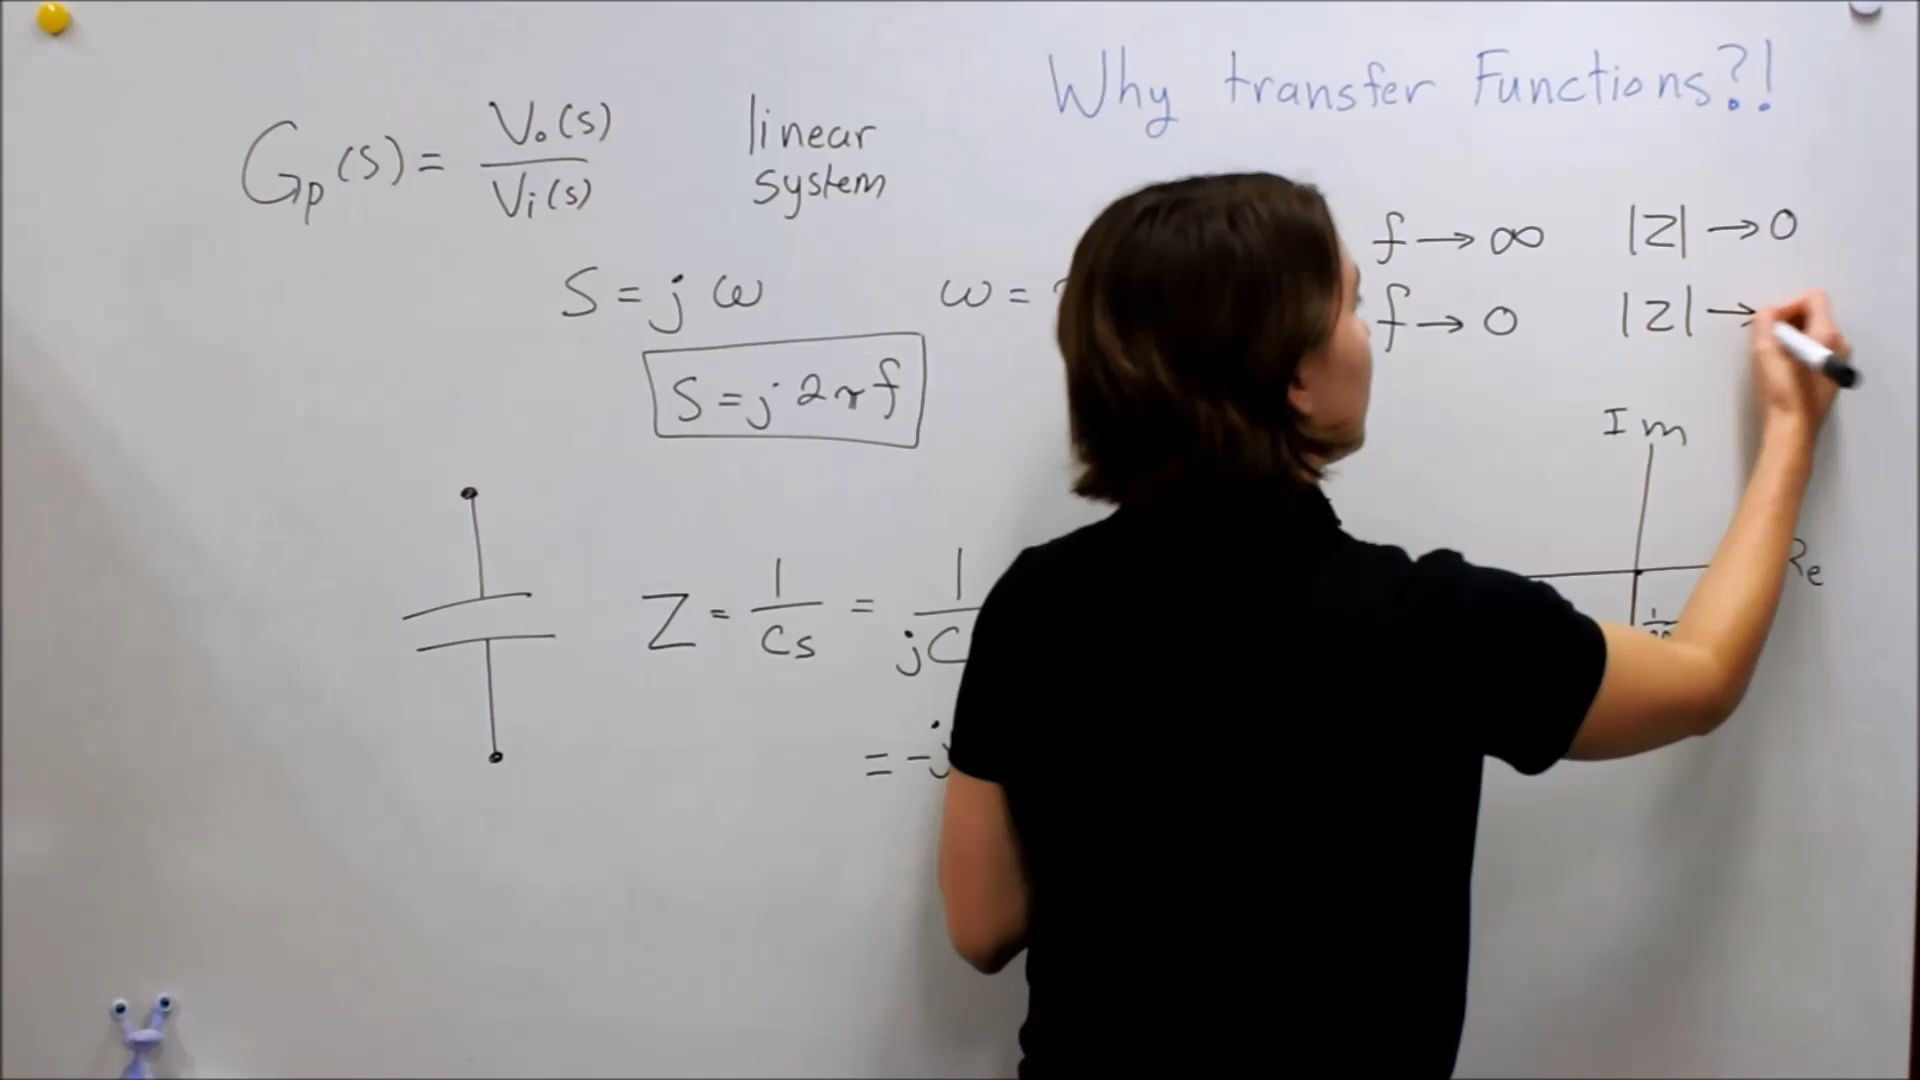 Why transfer Functions?!
Gp(s) = Vo(s) / Vi(s)
linear
system
S = j ω
ω =
S = j 2πf
f → ∞ |Z| → 0
f → 0 |Z| →
Im
Re
Z = 1/Cs = 1/jC
= -j